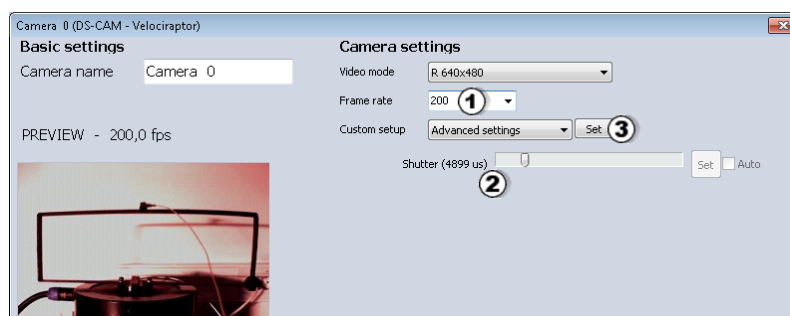 Camera 0 (DS-CAM - Velociraptor)
Basic settings
Camera name Camera 0
PREVIEW - 200,0 fps
Camera settings
Video mode R 640x480
Frame rate 200 1
Custom setup Advanced settings Set 3
Shutter (4899 us) Set Auto
2